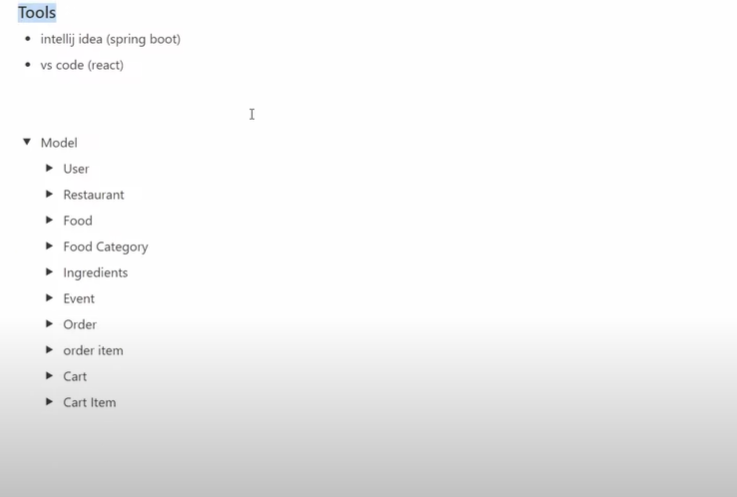 Tools
intellij idea (spring boot)
vs code (react)
Model
User
Restaurant
Food
Food Category
Ingredients
Event
Order
order item
Cart
Cart Item